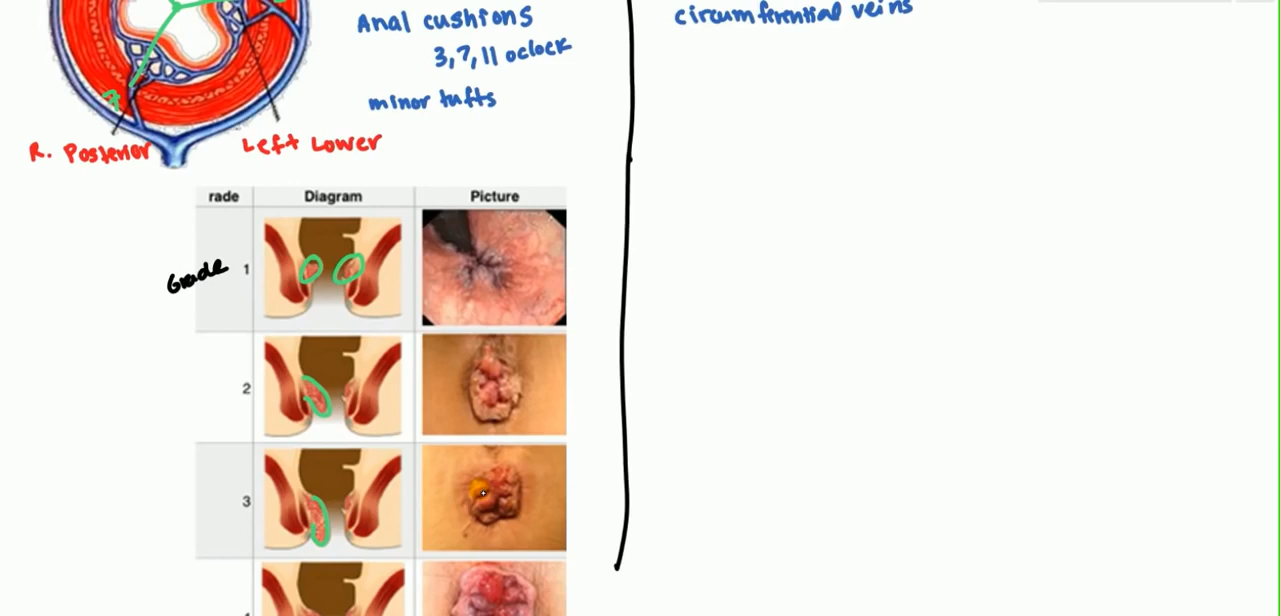 Anal cushions
3,7,11 oclock
minor tufts
circumferential veins
7
R. Posterior
Left Lower
rade Diagram Picture
Grade 1
2
3